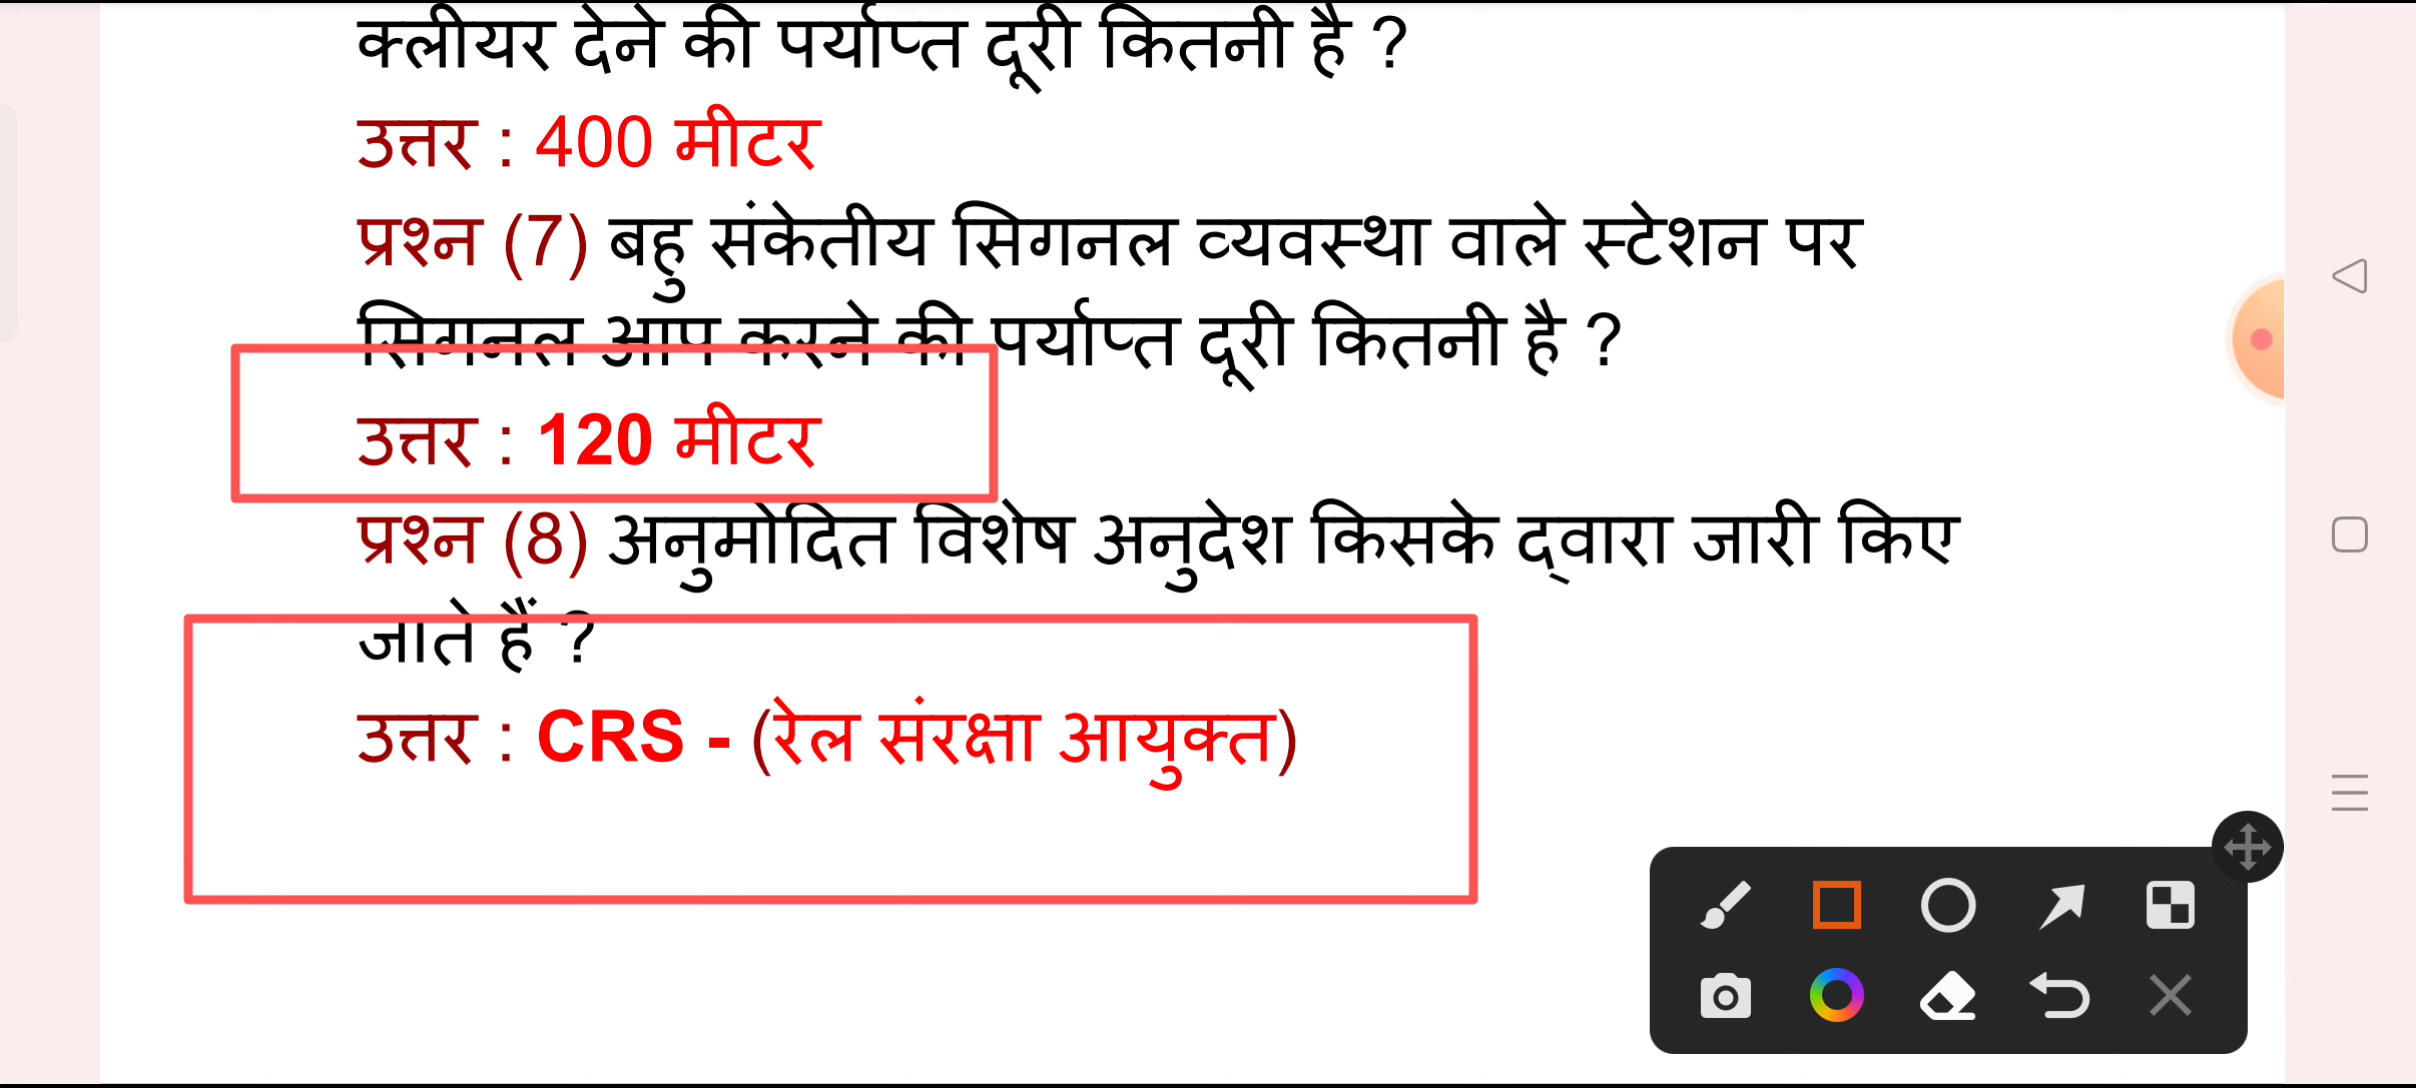 क्लीयर देने की पर्याप्त दूरी कितनी है ?
उत्तर : 400 मीटर
प्रश्न (7) बहु संकेतीय सिगनल व्यवस्था वाले स्टेशन पर
सिगनल आप करने की पर्याप्त दूरी कितनी है ?
उत्तर : 120 मीटर
प्रश्न (8) अनुमोदित विशेष अनुदेश किसके द्वारा जारी किए
जाते हैं ?
उत्तर : CRS - (रेल संरक्षा आयुक्त)